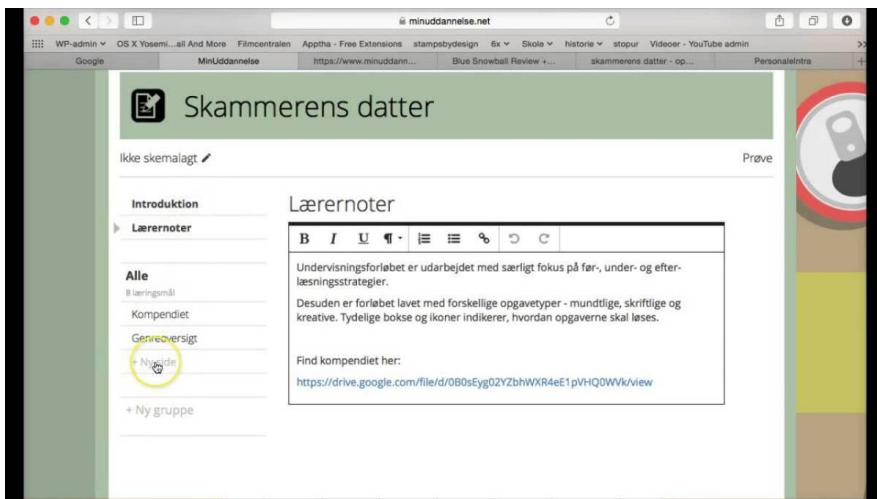 minuddannelse.net
WP-admin OS X Yosemi...ail And More Filmcentralen Apptha - Free Extensions stampsbydesign 6x Skole historie stopur Videoer - YouTube admin
Google MinUddannelse https://www.minuddann... Blue Snowball Review +... skammerens datter - op... PersonaleIntra
Skammerens datter
Ikke skemalagt Prøve
Introduktion
Lærernoter
Alle
8 læringsmål
Kompendiet
Genreoversigt
+ Ny side
+ Ny gruppe
Lærernoter
B I U ¶
Undervisningsforløbet er udarbejdet med særligt fokus på før-, under- og efter-
læsningsstrategier.
Desuden er forløbet lavet med forskellige opgavetyper - mundtlige, skriftlige og
kreative. Tydelige bokse og ikoner indikerer, hvordan opgaverne skal løses.
Find kompendiet her:
https://drive.google.com/file/d/0B0sEyg02YZbhWXR4eE1pVHQ0WVk/view